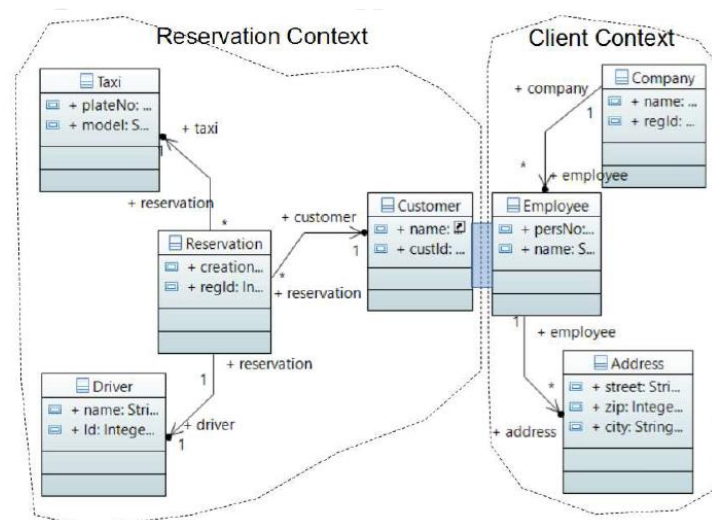 Reservation Context
Client Context
Taxi
+ plateNo: ...
+ model: S...
1
+ taxi
+ reservation
*
Reservation
+ creation...
+ regId: In...
*
+ reservation
+ customer
1
Customer
+ name:
+ custId: ...
+ reservation
1
Driver
+ name: Stri...
+ Id: Intege...
+ driver
1
Company
+ name: ...
+ regId: ...
+ company
1
*
+ employee
Employee
+ persNo:...
+ name: S...
1
+ employee
*
+ address
Address
+ street: Stri...
+ zip: Intege...
+ city: String...